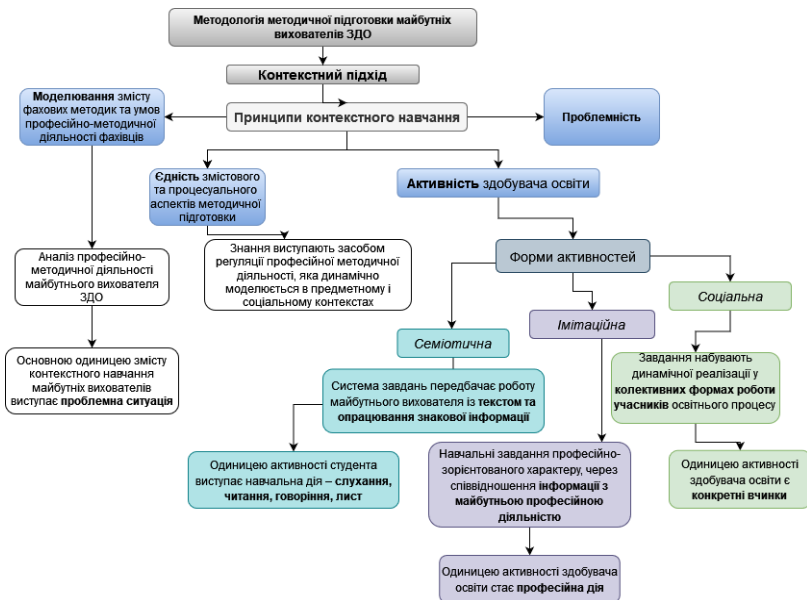 Методологія методичної підготовки майбутніх
вихователів ЗДО
Контекстний підхід
Принципи контекстного навчання
Моделювання змісту
фахових методик та умов
професійно-методичної
діяльності фахівців
Проблемність
Єдність змістового
та процесуального
аспектів методичної
підготовки
Активність здобувача освіти
Аналіз професійно-
методичної діяльності
майбутнього вихователя
ЗДО
Знання виступають засобом
регуляції професійної методичної
діяльності, яка динамічно
моделюється в предметному і
соціальному контекстах
Форми активностей
Семіотична
Імітаційна
Соціальна
Основною одиницею змісту
контекстного навчання
майбутніх вихователів
виступає проблемна ситуація
Система завдань передбачає роботу
майбутнього вихователя із текстом та
опрацювання знакової інформації
Завдання набувають
динамічної реалізації у
колективних формах роботи
учасників освітнього процесу
Одиницею активності студента
виступає навчальна дія – слухання,
читання, говоріння, лист
Навчальні завдання професійно-
зорієнтованого характеру, через
співвідношення інформації з
майбутньою професійною
діяльністю
Одиницею активності
здобувача освіти є
конкретні вчинки
Одиницею активності здобувача
освіти стає професійна дія